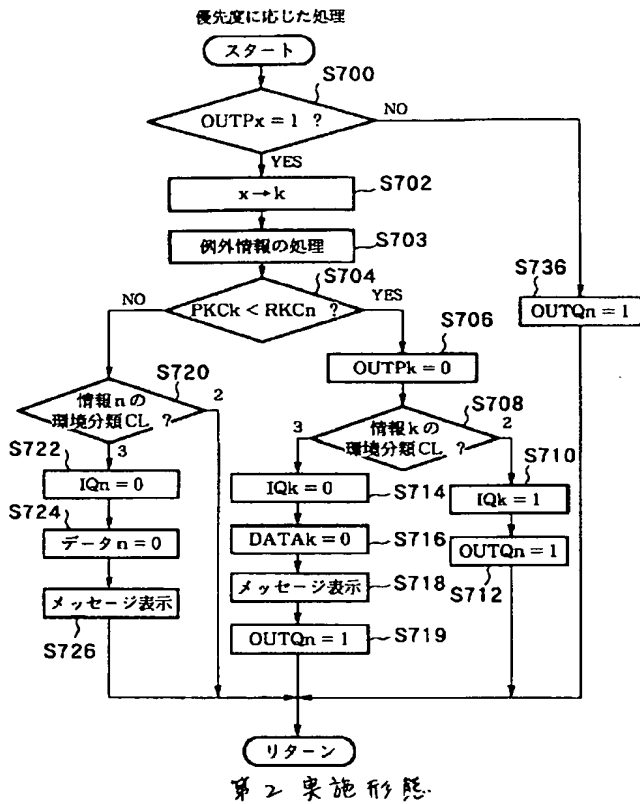 優先度に応じた処理
スタート
S700
OUTPx = 1 ?
NO
YES
x→k
S702
例外情報の処理
S703
S704
PKCk < RKCn ?
NO
YES
S736
OUTQn = 1
S706
OUTPk = 0
S720
情報nの
環境分類CL ?
2
3
S708
情報kの
環境分類CL ?
3
2
S722
IQn = 0
S714
IQk = 0
S710
IQk = 1
S724
データn = 0
S716
DATAk = 0
OUTQn = 1
S712
メッセージ表示
S726
メッセージ表示
S718
OUTQn = 1
S719
リターン
第2実施形態